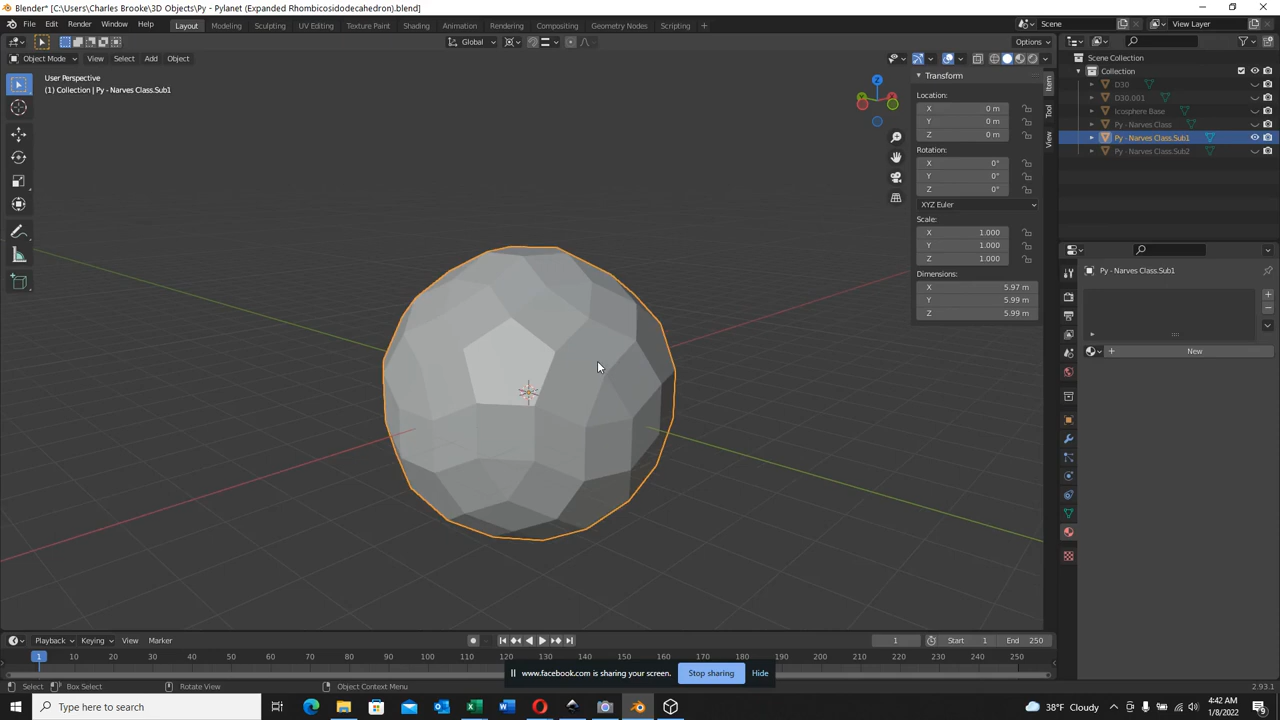 Blender* [C:\Users\Charles Brooke\3D Objects\Py - Pylanet (Expanded Rhombicosidodecahedron).blend]
File Edit Render Window Help Layout Modeling Sculpting UV Editing Texture Paint Shading Animation Rendering Compositing Geometry Nodes Scripting + Scene View Layer
Global Options
Object Mode View Select Add Object
Scene Collection
Collection
D30
D30.001
Icosphere Base
Py - Narves Class
Py - Narves Class.Sub1
Py - Narves Class.Sub2
User Perspective
(1) Collection | Py - Narves Class.Sub1
Z
X
Item
Tool
View
Transform
Location:
X 0 m
Y 0 m
Z 0 m
Rotation:
X 0°
Y 0°
Z 0°
XYZ Euler
Scale:
X 1.000
Y 1.000
Z 1.000
Dimensions:
X 5.97 m
Y 5.99 m
Z 5.99 m
Py - Narves Class.Sub1
+ New
Playback Keying View Marker 1 Start 1 End 250
1 10 20 30 40 50 60 70 80 90 100 110 120 130 140 150 160 170 180 190 200 210 220 230 240 250
www.facebook.com is sharing your screen. Stop sharing Hide
Select Box Select Rotate View Object Context Menu 2.93.1
Type here to search
38°F Cloudy
4:42 AM
1/8/2022